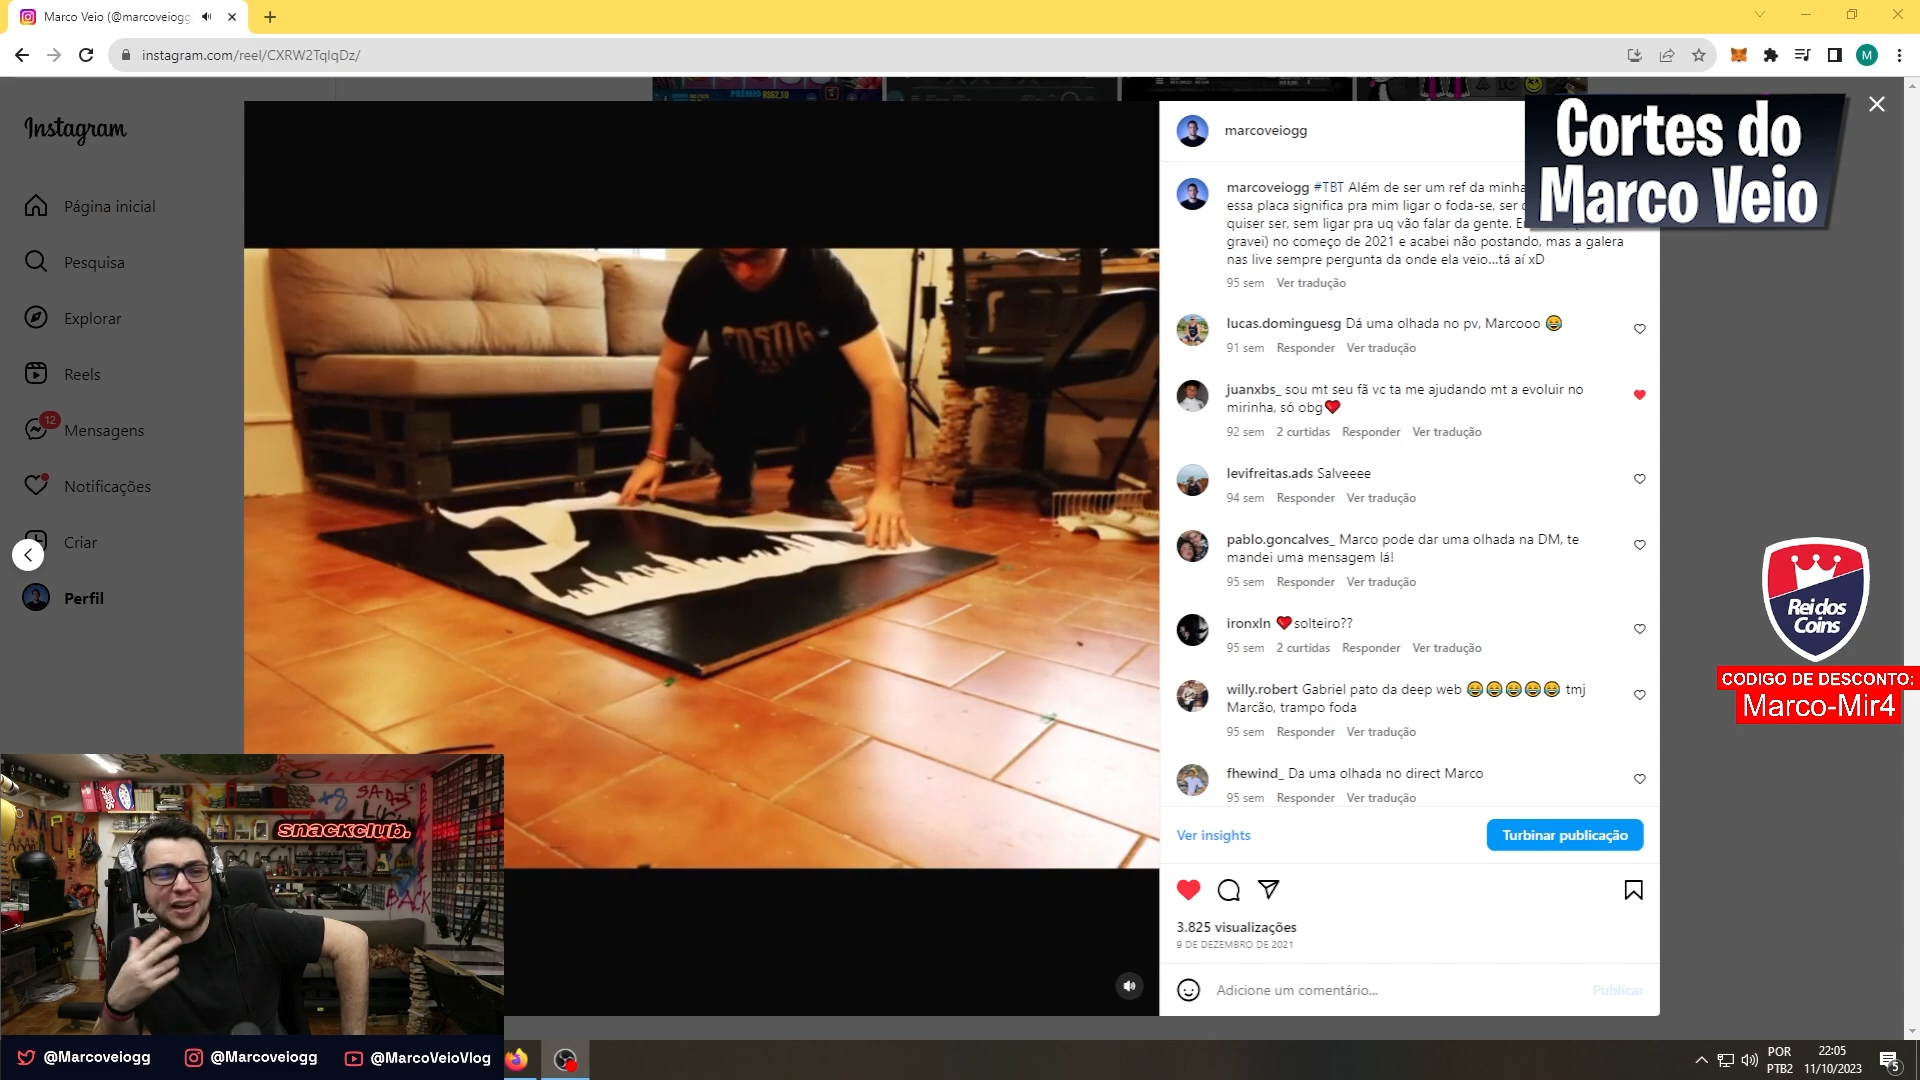 Marco Veio (@marcoveiogg
instagram.com/reel/CXRW2TqlqDz/
M
PRÊMIO R$62,10
Instagram
Página inicial
Pesquisa
Explorar
Reels
12
Mensagens
Notificações
Criar
Perfil
marcoveiogg
Cortes do
Marco Veio
marcoveiogg #TBT Além de ser um ref da minha
essa placa significa pra mim ligar o foda-se, ser
quiser ser, sem ligar pra uq vão falar da gente.
gravei) no começo de 2021 e acabei não postando, mas a galera
nas live sempre pergunta da onde ela veio...tá aí xD
95 sem Ver tradução
lucas.dominguesg Dá uma olhada no pv, Marcooo 😂
91 sem Responder Ver tradução
juanxbs_ sou mt seu fã vc ta me ajudando mt a evoluir no
mirinha, só obg❤️
92 sem 2 curtidas Responder Ver tradução
levifreitas.ads Salveeee
94 sem Responder Ver tradução
pablo.goncalves_ Marco pode dar uma olhada na DM, te
mandei uma mensagem lá!
95 sem Responder Ver tradução
ironxln ❤️solteiro??
95 sem 2 curtidas Responder Ver tradução
willy.robert Gabriel pato da deep web 😂😂😂😂😂 tmj
Marcão, trampo foda
95 sem Responder Ver tradução
fhewind_ Da uma olhada no direct Marco
95 sem Responder Ver tradução
Ver insights
Turbinar publicação
3.825 visualizações
9 DE DEZEMBRO DE 2021
Adicione um comentário...
Publicar
Rei dos
Coins
CODIGO DE DESCONTO:
Marco-Mir4
LUCKY
SAD3
+8
snackclub.
BACK
@Marcoveiogg
@Marcoveiogg
@MarcoVeioVlog
POR
PTB2
22:05
11/10/2023
5